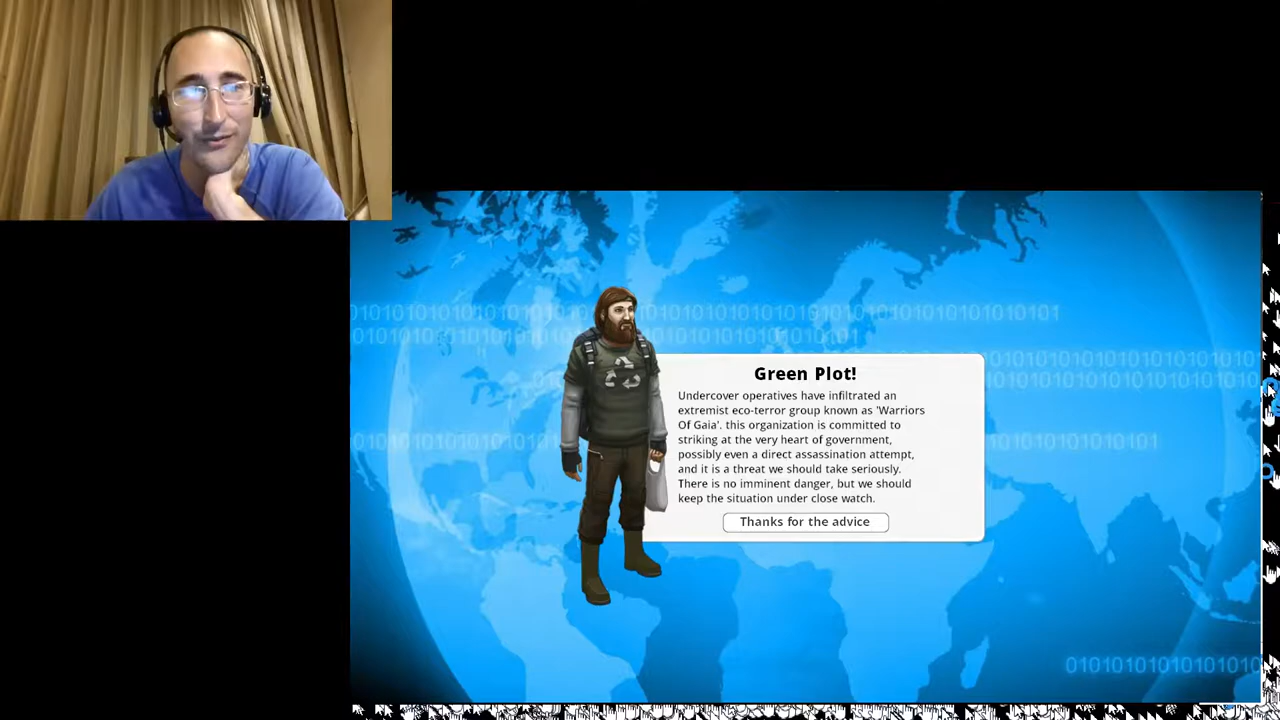 01010101010101010101010101010101010101010101010101
Green Plot!
Undercover operatives have infiltrated an
extremist eco-terror group known as 'Warriors
Of Gaia'. this organization is committed to
striking at the very heart of government,
possibly even a direct assassination attempt,
and it is a threat we should take seriously.
There is no imminent danger, but we should
keep the situation under close watch.
Thanks for the advice